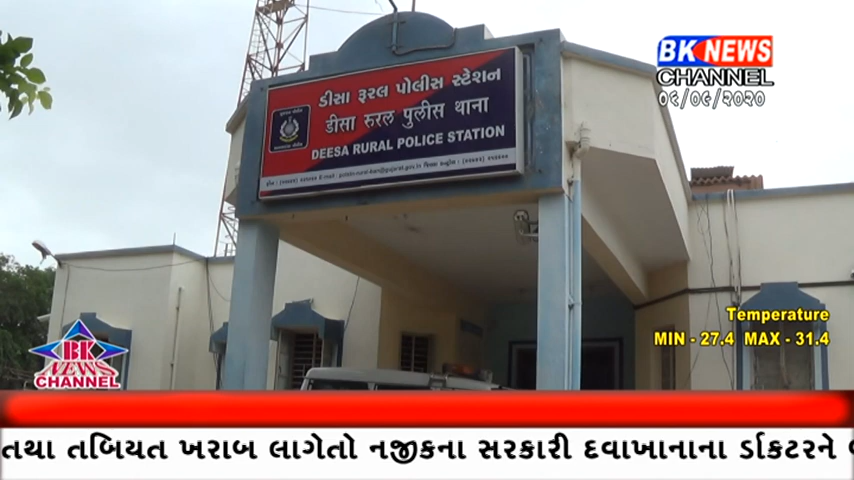 BK NEWS
CHANNEL
૦૬/૦૯/૨૦૨૦
ડીસા રૂરલ પોલીસ સ્ટેશન
डीसा रुरल पुलीस थाना
DEESA RURAL POLICE STATION
Temperature
MIN - 27.4 MAX - 31.4
BK
NEWS
CHANNEL
તથા તબિયત ખરાબ લાગેતો નજીકના સરકારી દવાખાનાના ર્ડાકટરને